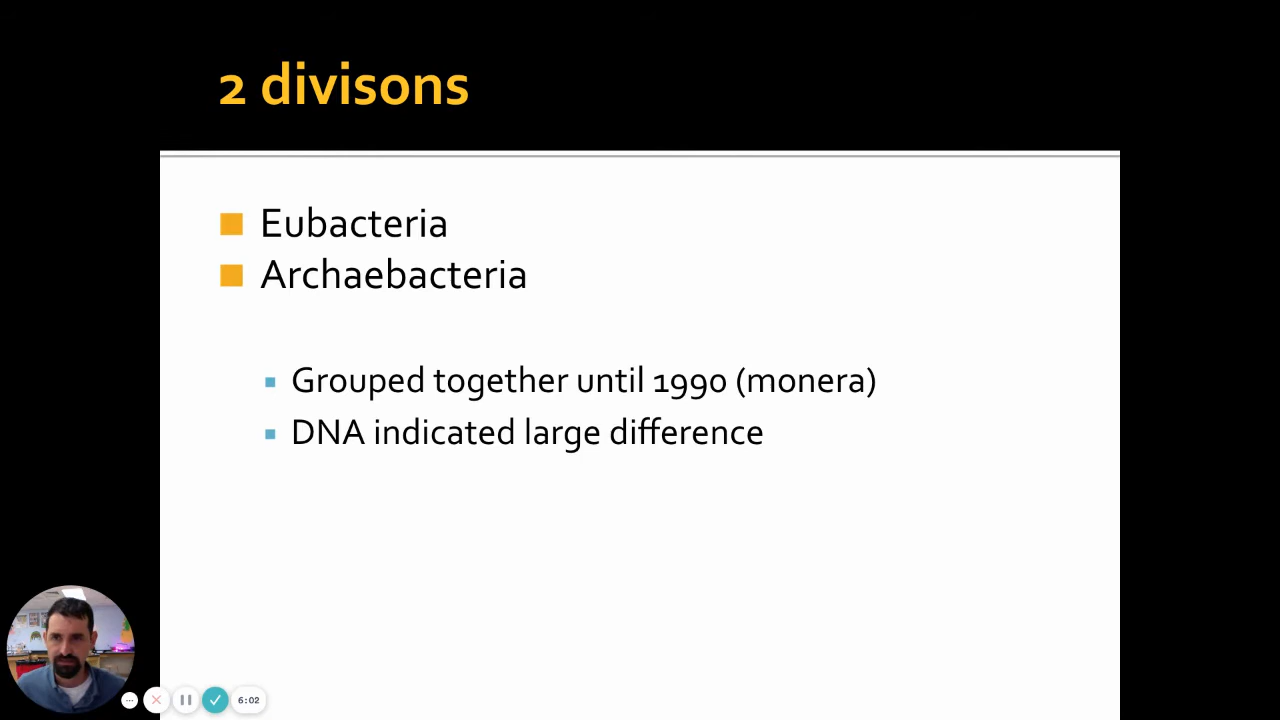 2 divisons
Eubacteria
Archaebacteria
Grouped together until 1990 (monera)
DNA indicated large difference
6:02